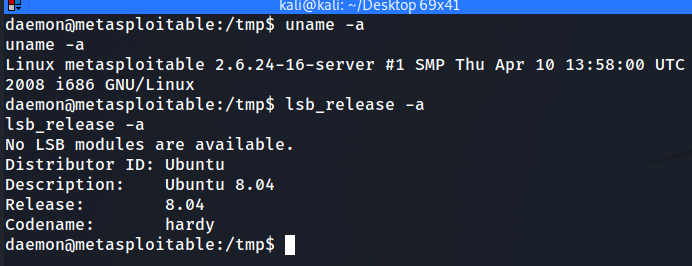 kali@kali: ~/Desktop 69x41
daemon@metasploitable:/tmp$ uname -a
uname -a
Linux metasploitable 2.6.24-16-server #1 SMP Thu Apr 10 13:58:00 UTC
2008 i686 GNU/Linux
daemon@metasploitable:/tmp$ lsb_release -a
lsb_release -a
No LSB modules are available.
Distributor ID: Ubuntu
Description:    Ubuntu 8.04
Release:        8.04
Codename:       hardy
daemon@metasploitable:/tmp$